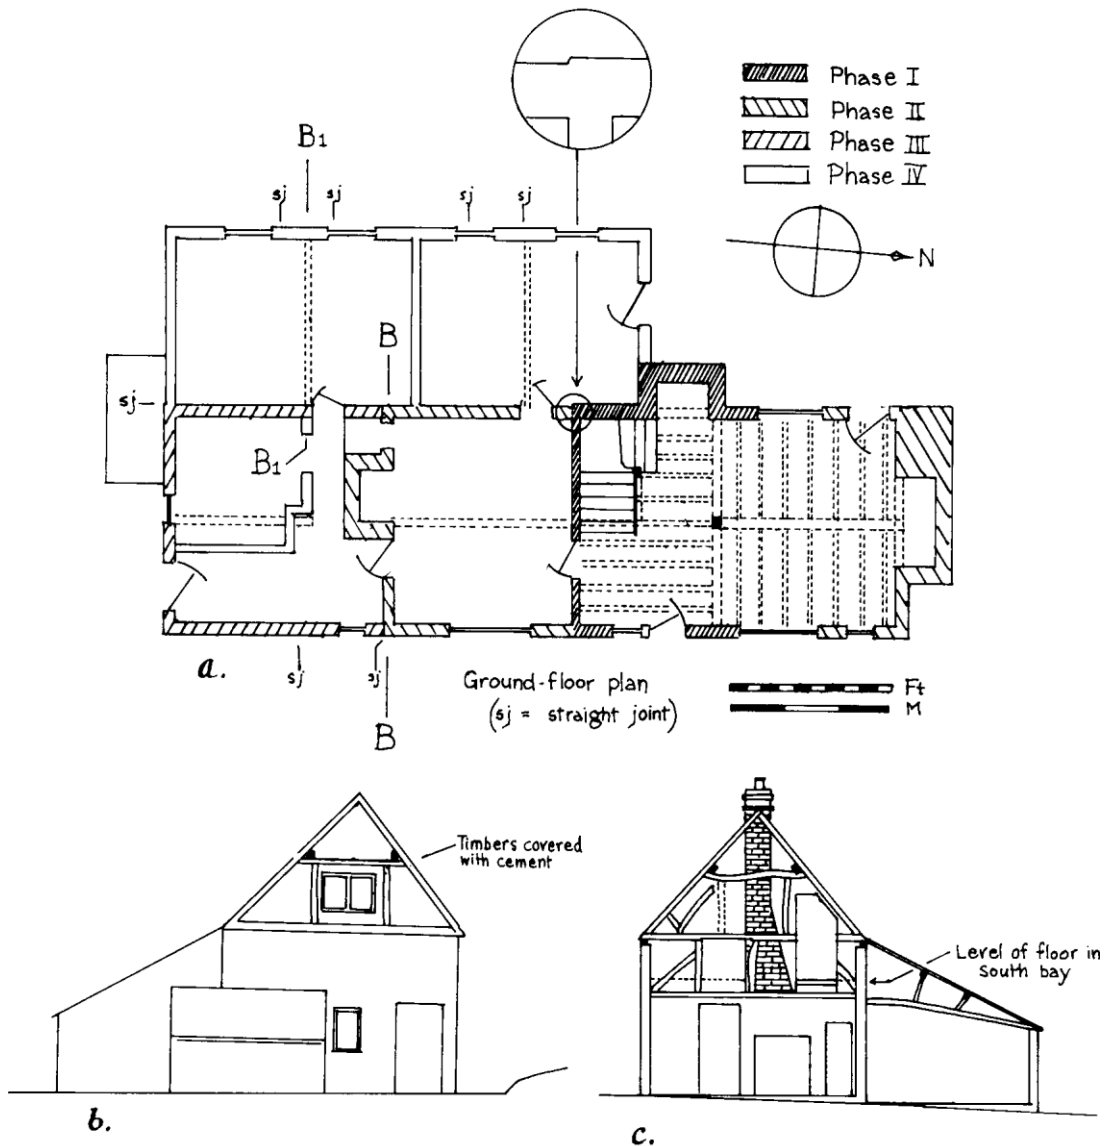 Phase I
Phase II
Phase III
Phase IV
N
B1
sj
sj
sj
sj
B
sj
B1
a.
sj
sj
B
Ground-floor plan
(sj = straight joint)
Ft
M
Timbers covered
with cement
b.
Level of floor in
South bay
c.